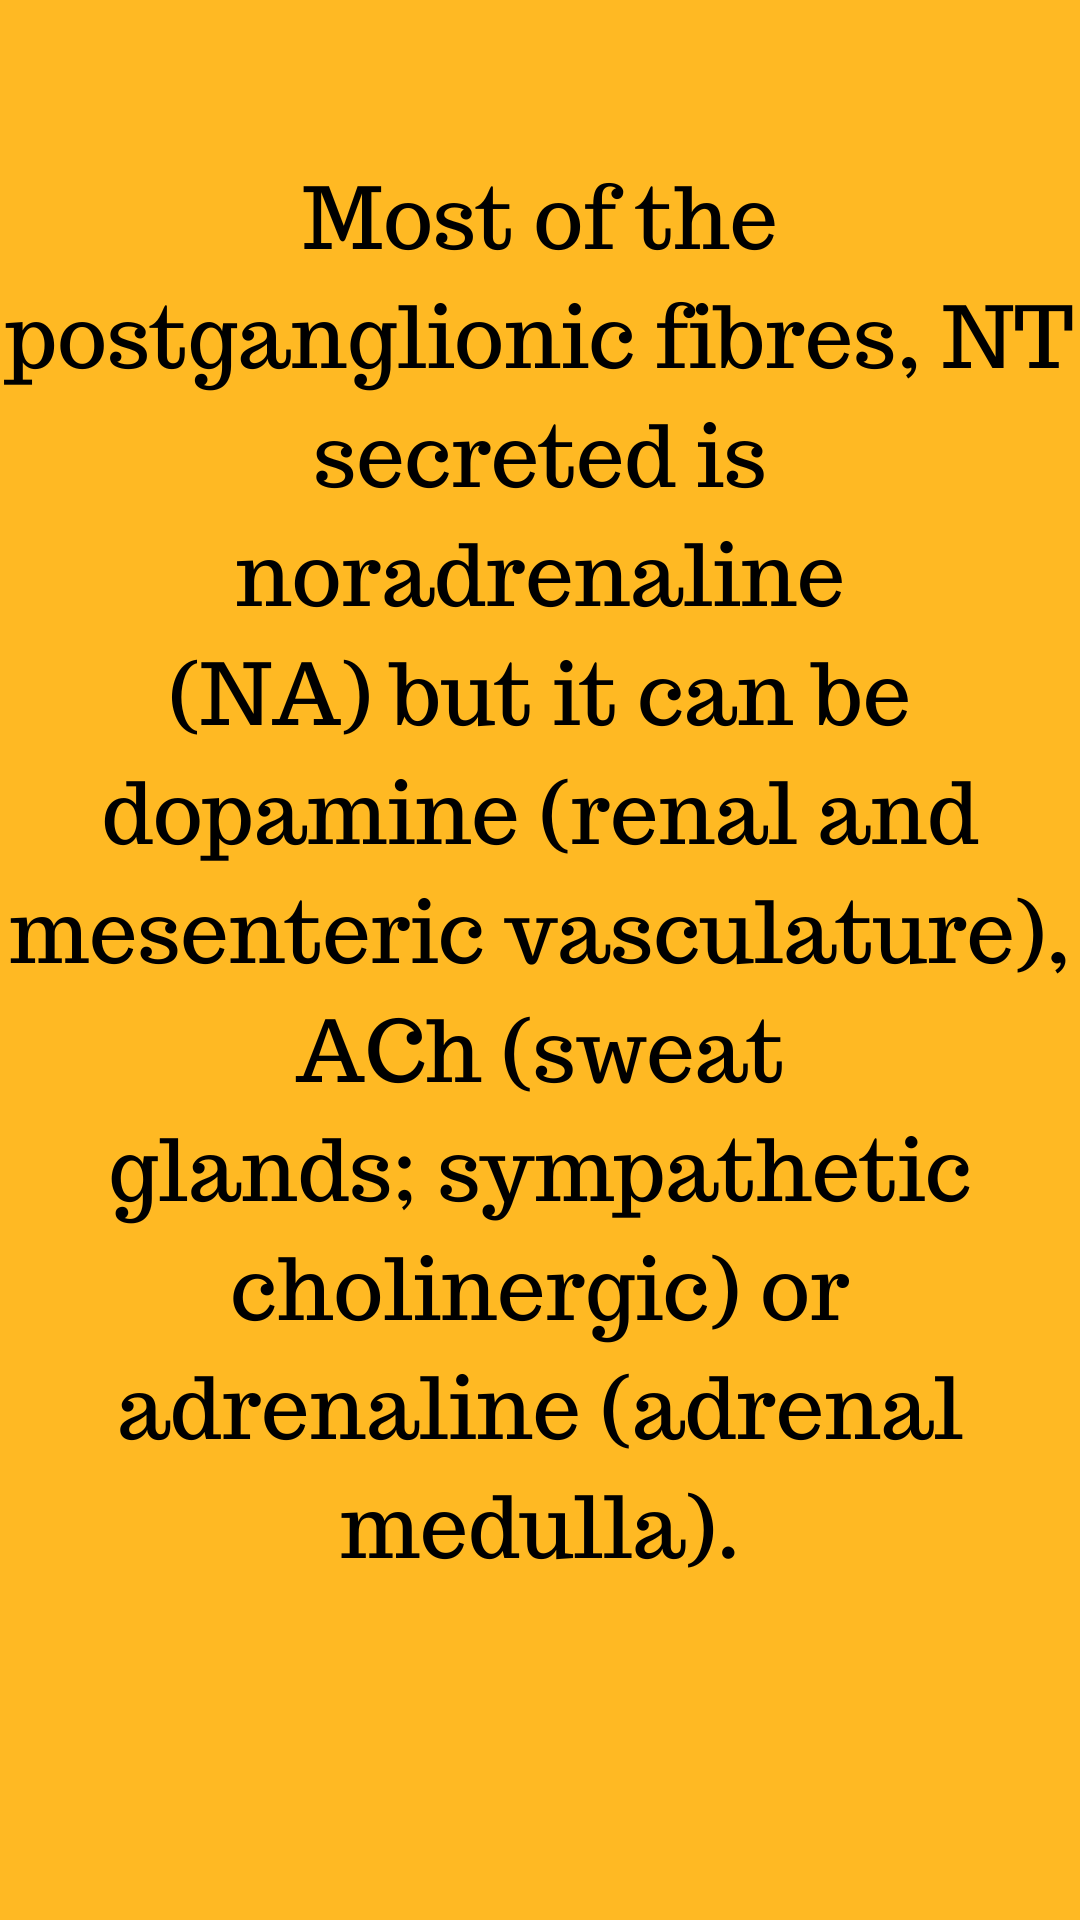 Most of the
postganglionic fibres, NT
secreted is
noradrenaline
(NA) but it can be
dopamine (renal and
mesenteric vasculature),
ACh (sweat
glands; sympathetic
cholinergic) or
adrenaline (adrenal
medulla).